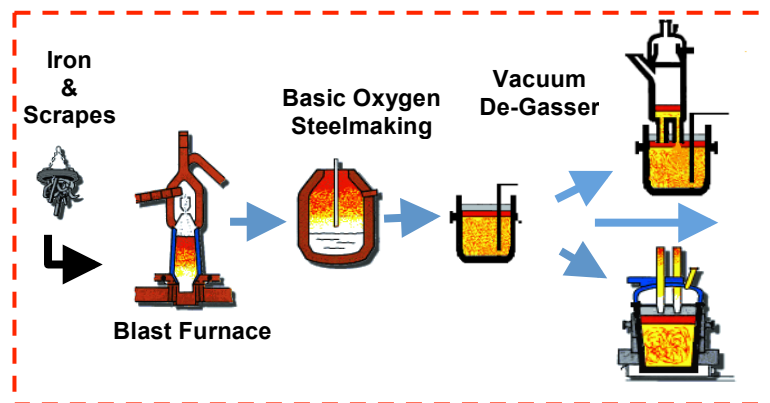 Iron
&
Scrapes
Basic Oxygen
Steelmaking
Vacuum
De-Gasser
Blast Furnace